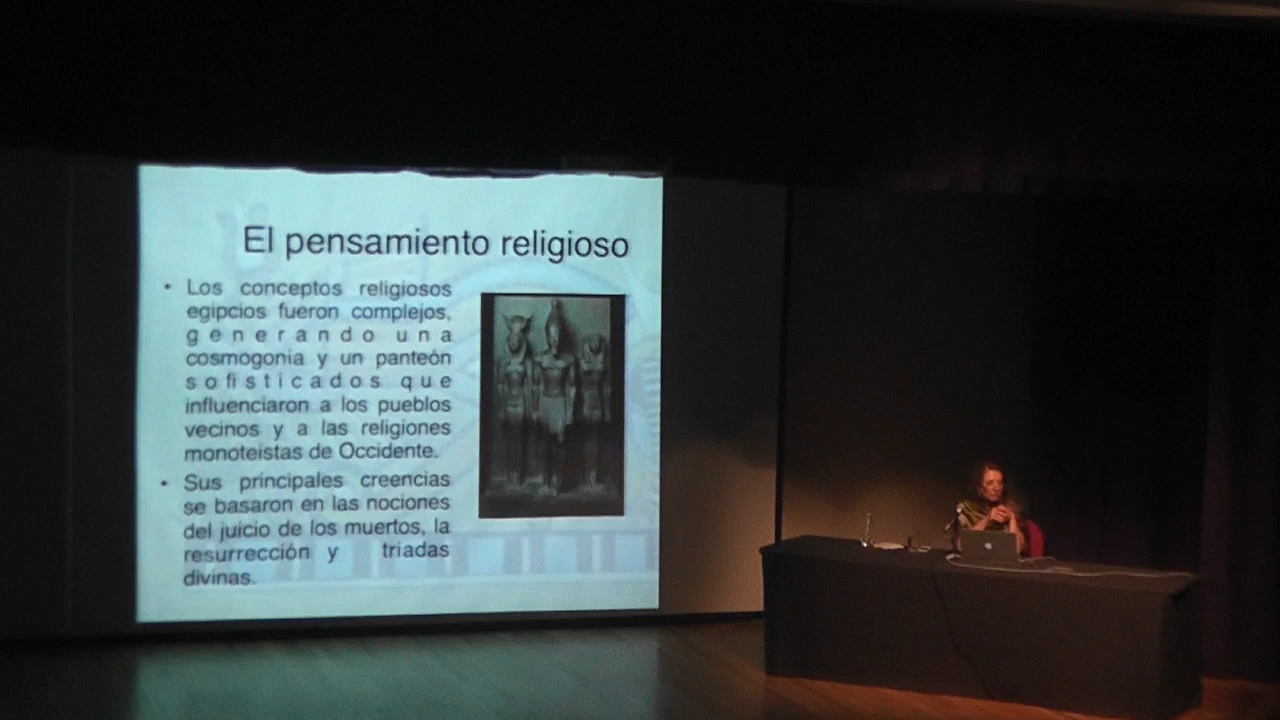 El pensamiento religioso
• Los conceptos religiosos
egipcios fueron complejos,
generando una
cosmogonía y un panteón
sofisticados que
influenciaron a los pueblos
vecinos y a las religiones
monoteistas de Occidente.
• Sus principales creencias
se basaron en las nociones
del juicio de los muertos, la
resurrección y triadas
divinas.